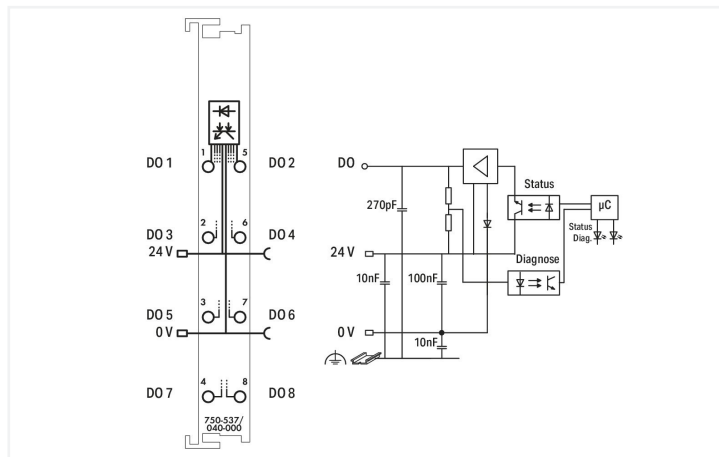 1 5
DO 1 DO 2
2 6
DO 3 DO 4
24 V
3 7
DO 5 DO 6
0 V
4 8
DO 7 DO 8
750-537/
040-000
DO
270pF
Status
µC
Status
Diag.
24 V
Diagnose
10nF
100nF
0 V
10nF